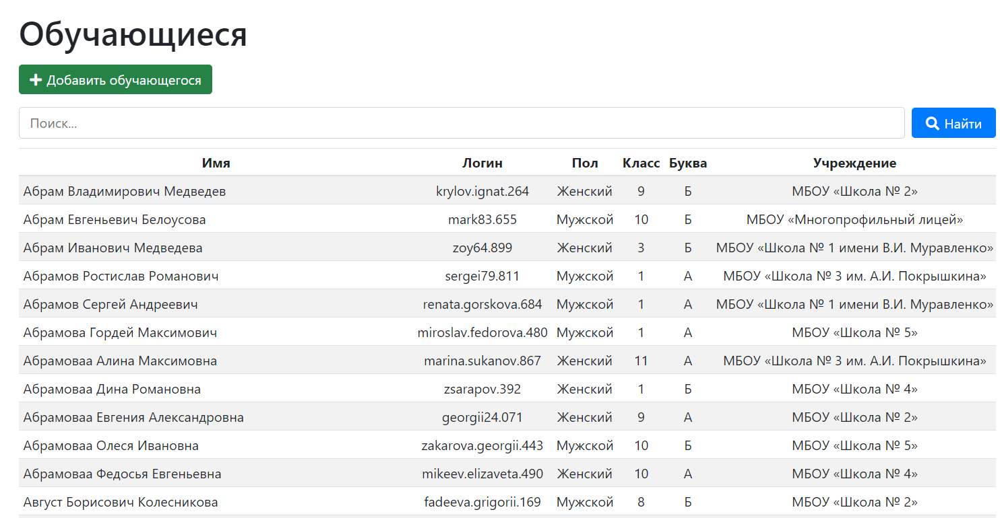 Обучающиеся
Добавить обучающегося
Поиск... Найти
Имя Логин Пол Класс Буква Учреждение
Абрам Владимирович Медведев krylov.ignat.264 Женский 9 Б МБОУ «Школа № 2»
Абрам Евгеньевич Белоусова mark83.655 Мужской 10 Б МБОУ «Многопрофильный лицей»
Абрам Иванович Медведева zoy64.899 Женский 3 Б МБОУ «Школа № 1 имени В.И. Муравленко»
Абрамов Ростислав Романович sergei79.811 Мужской 1 А МБОУ «Школа № 3 им. А.И. Покрышкина»
Абрамов Сергей Андреевич renata.gorskova.684 Мужской 1 А МБОУ «Школа № 1 имени В.И. Муравленко»
Абрамова Гордей Максимович miroslav.fedorova.480 Мужской 1 А МБОУ «Школа № 5»
Абрамоваа Алина Максимовна marina.sukanov.867 Женский 11 А МБОУ «Школа № 3 им. А.И. Покрышкина»
Абрамоваа Дина Романовна zsarapov.392 Женский 1 Б МБОУ «Школа № 4»
Абрамоваа Евгения Александровна georgii24.071 Женский 9 А МБОУ «Школа № 2»
Абрамоваа Олеся Ивановна zakarova.georgii.443 Мужской 10 Б МБОУ «Школа № 5»
Абрамоваа Федосья Евгеньевна mikeev.elizaveta.490 Женский 10 А МБОУ «Школа № 4»
Август Борисович Колесникова fadeeva.grigorii.169 Мужской 8 Б МБОУ «Школа № 2»